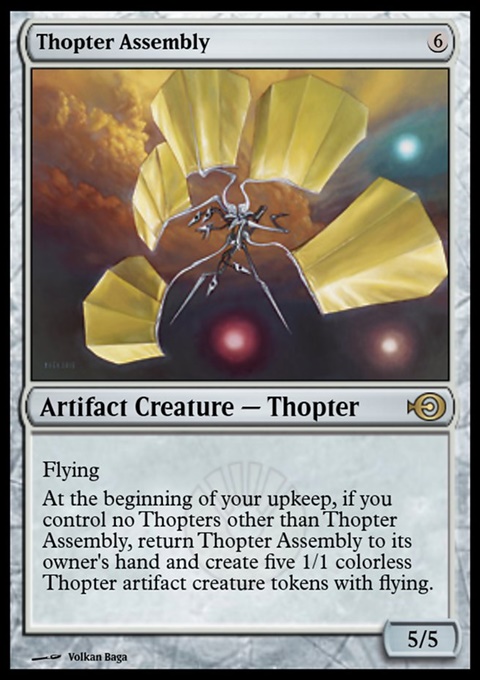 Thopter Assembly 6
Artifact Creature — Thopter
Flying
At the beginning of your upkeep, if you
control no Thopters other than Thopter
Assembly, return Thopter Assembly to its
owner's hand and create five 1/1 colorless
Thopter artifact creature tokens with flying.
5/5
Volkan Baga